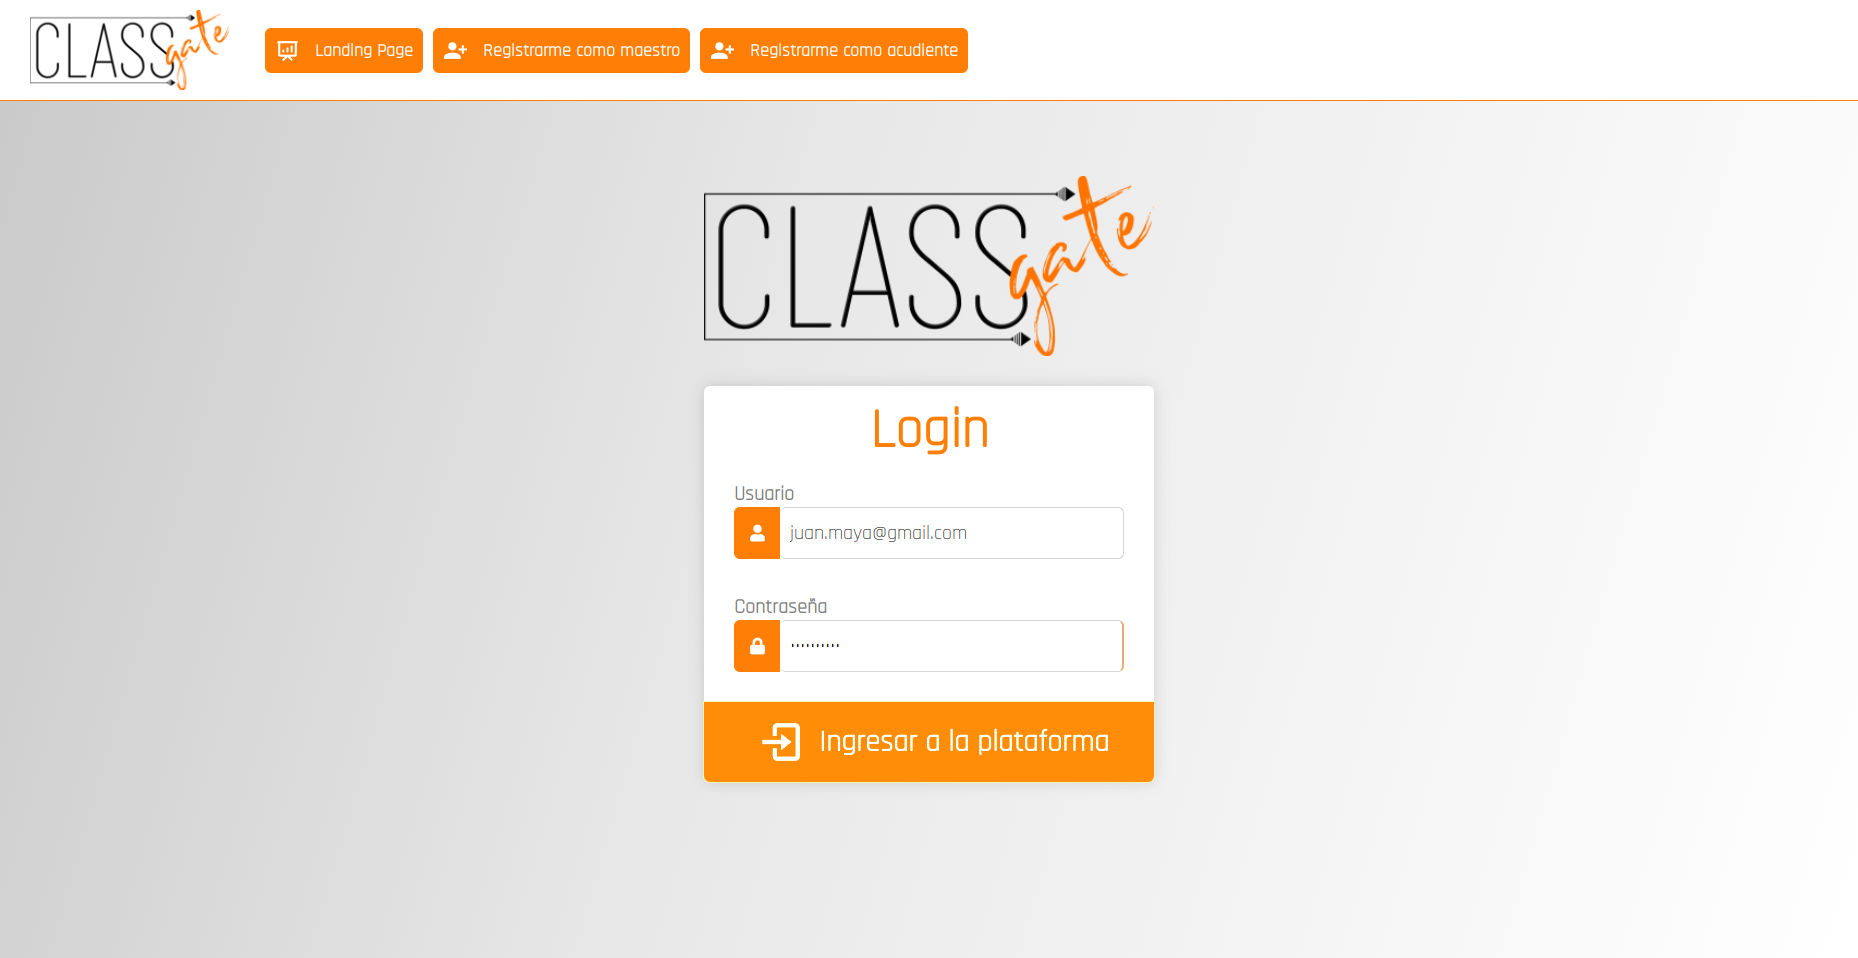 CLASSgate
Landing Page
Registrarme como maestro
Registrarme como acudiente
CLASSgate
Login
Usuario
juan.maya@gmail.com
Contraseña
··········
Ingresar a la plataforma